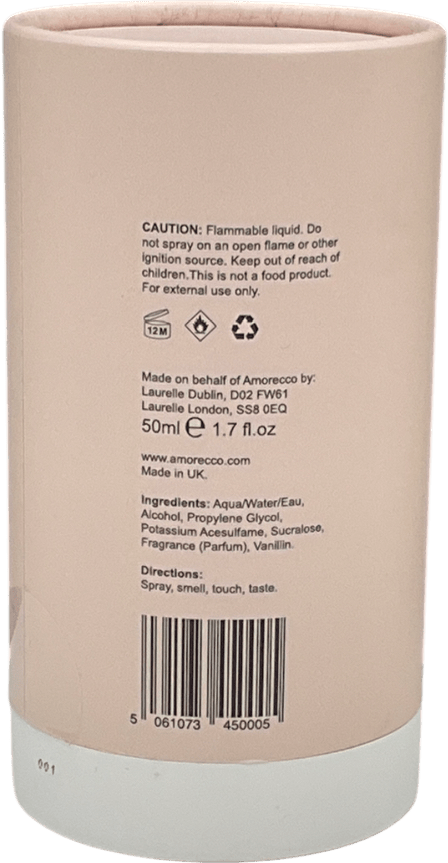 CAUTION: Flammable liquid. Do
not spray on an open flame or other
ignition source. Keep out of reach of
children.This is not a food product.
For external use only.
12M
Made on behalf of Amorecco by:
Laurelle Dublin, D02 FW61
Laurelle London, SS8 0EQ
50ml ℮ 1.7 fl.oz
www.amorecco.com
Made in UK.
Ingredients: Aqua/Water/Eau,
Alcohol, Propylene Glycol,
Potassium Acesulfame, Sucralose,
Fragrance (Parfum), Vanillin.
Directions:
Spray, smell, touch, taste.
5 061073 450005
001